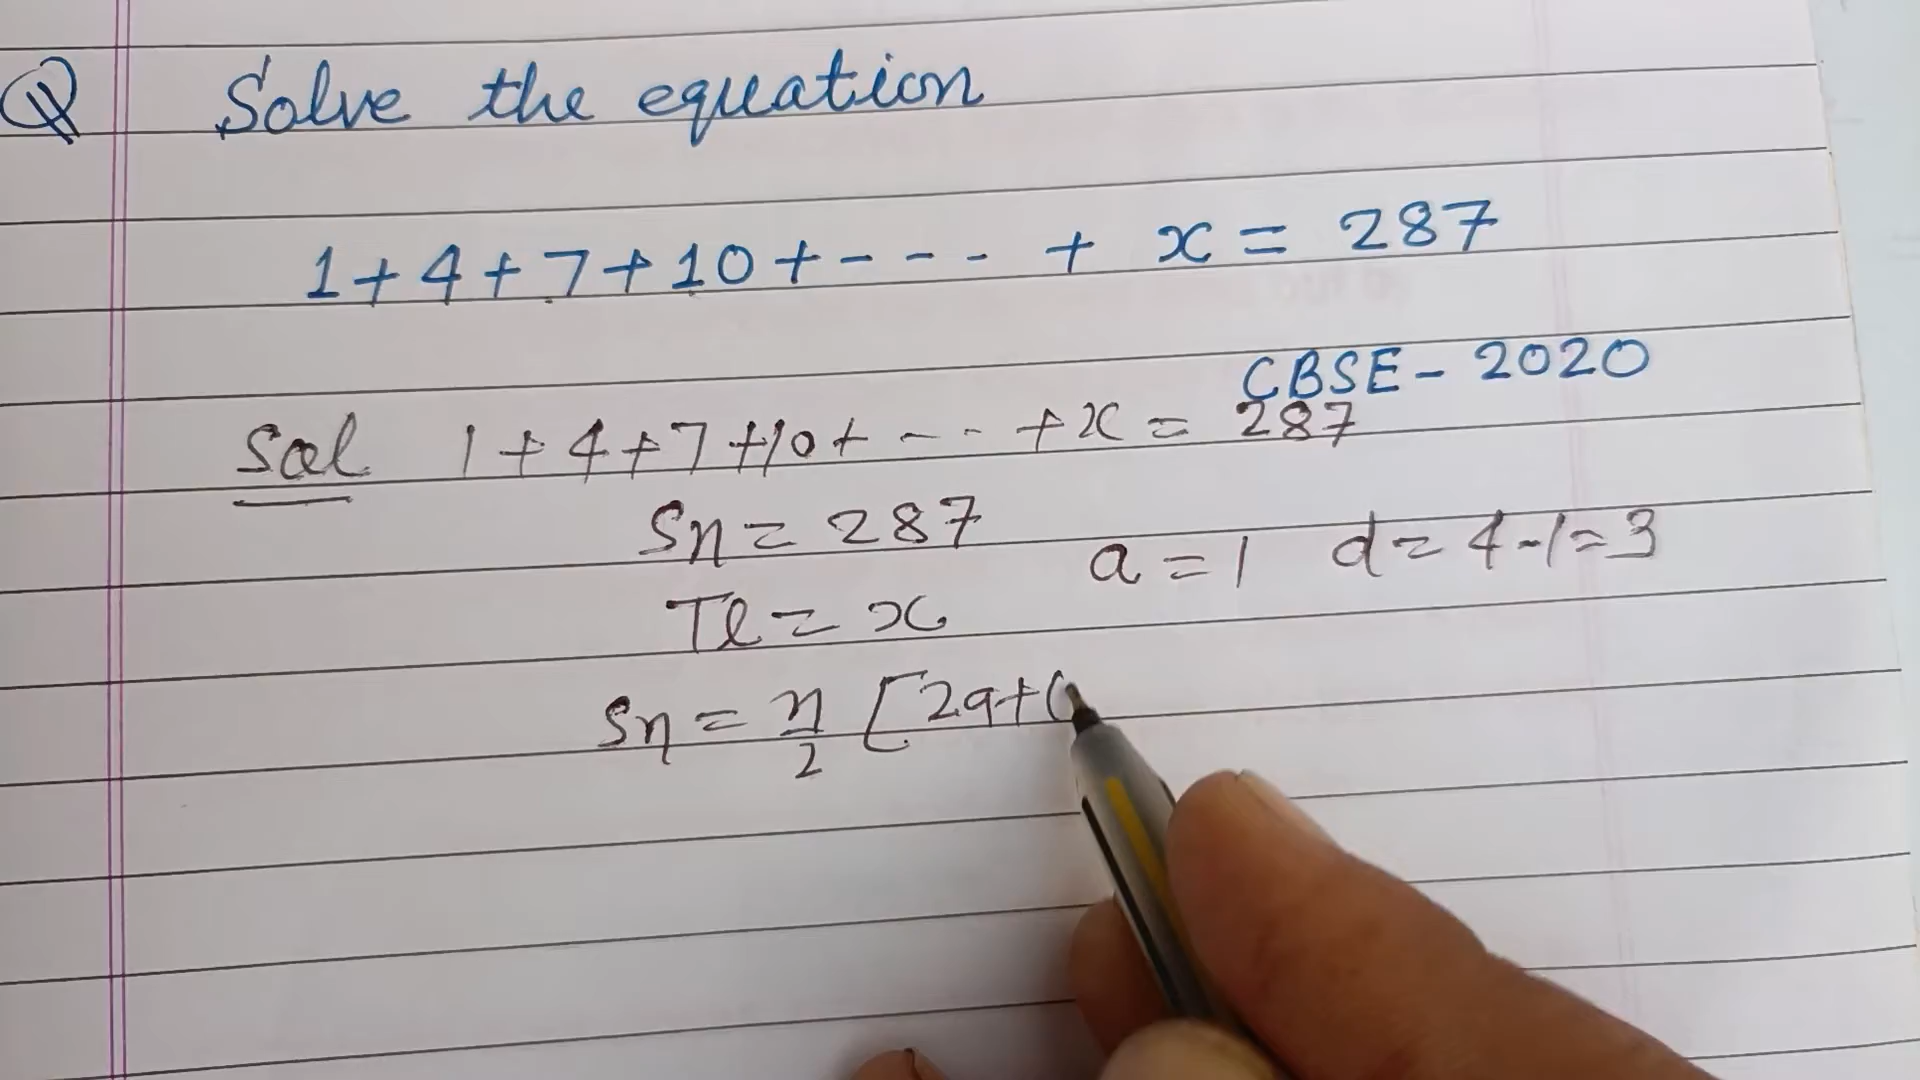 Q Solve the equation
1 + 4 + 7 + 10 + - - - . + x = 287
CBSE - 2020
Sol 1 + 4 + 7 + 10 + - - - + x = 287
Sn = 287 a = 1 d = 4 - 1 = 3
Tl = x
Sn = n/2 [2a + (